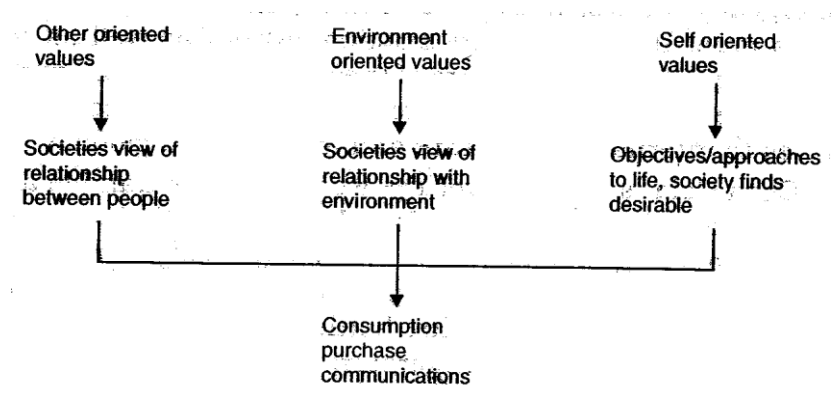 Other oriented
values
Environment
oriented values
Self oriented
values
Societies view of
relationship
between people
Societies view of
relationship with
environment
Objectives/approaches
to life, society finds
desirable
Consumption
purchase
communications